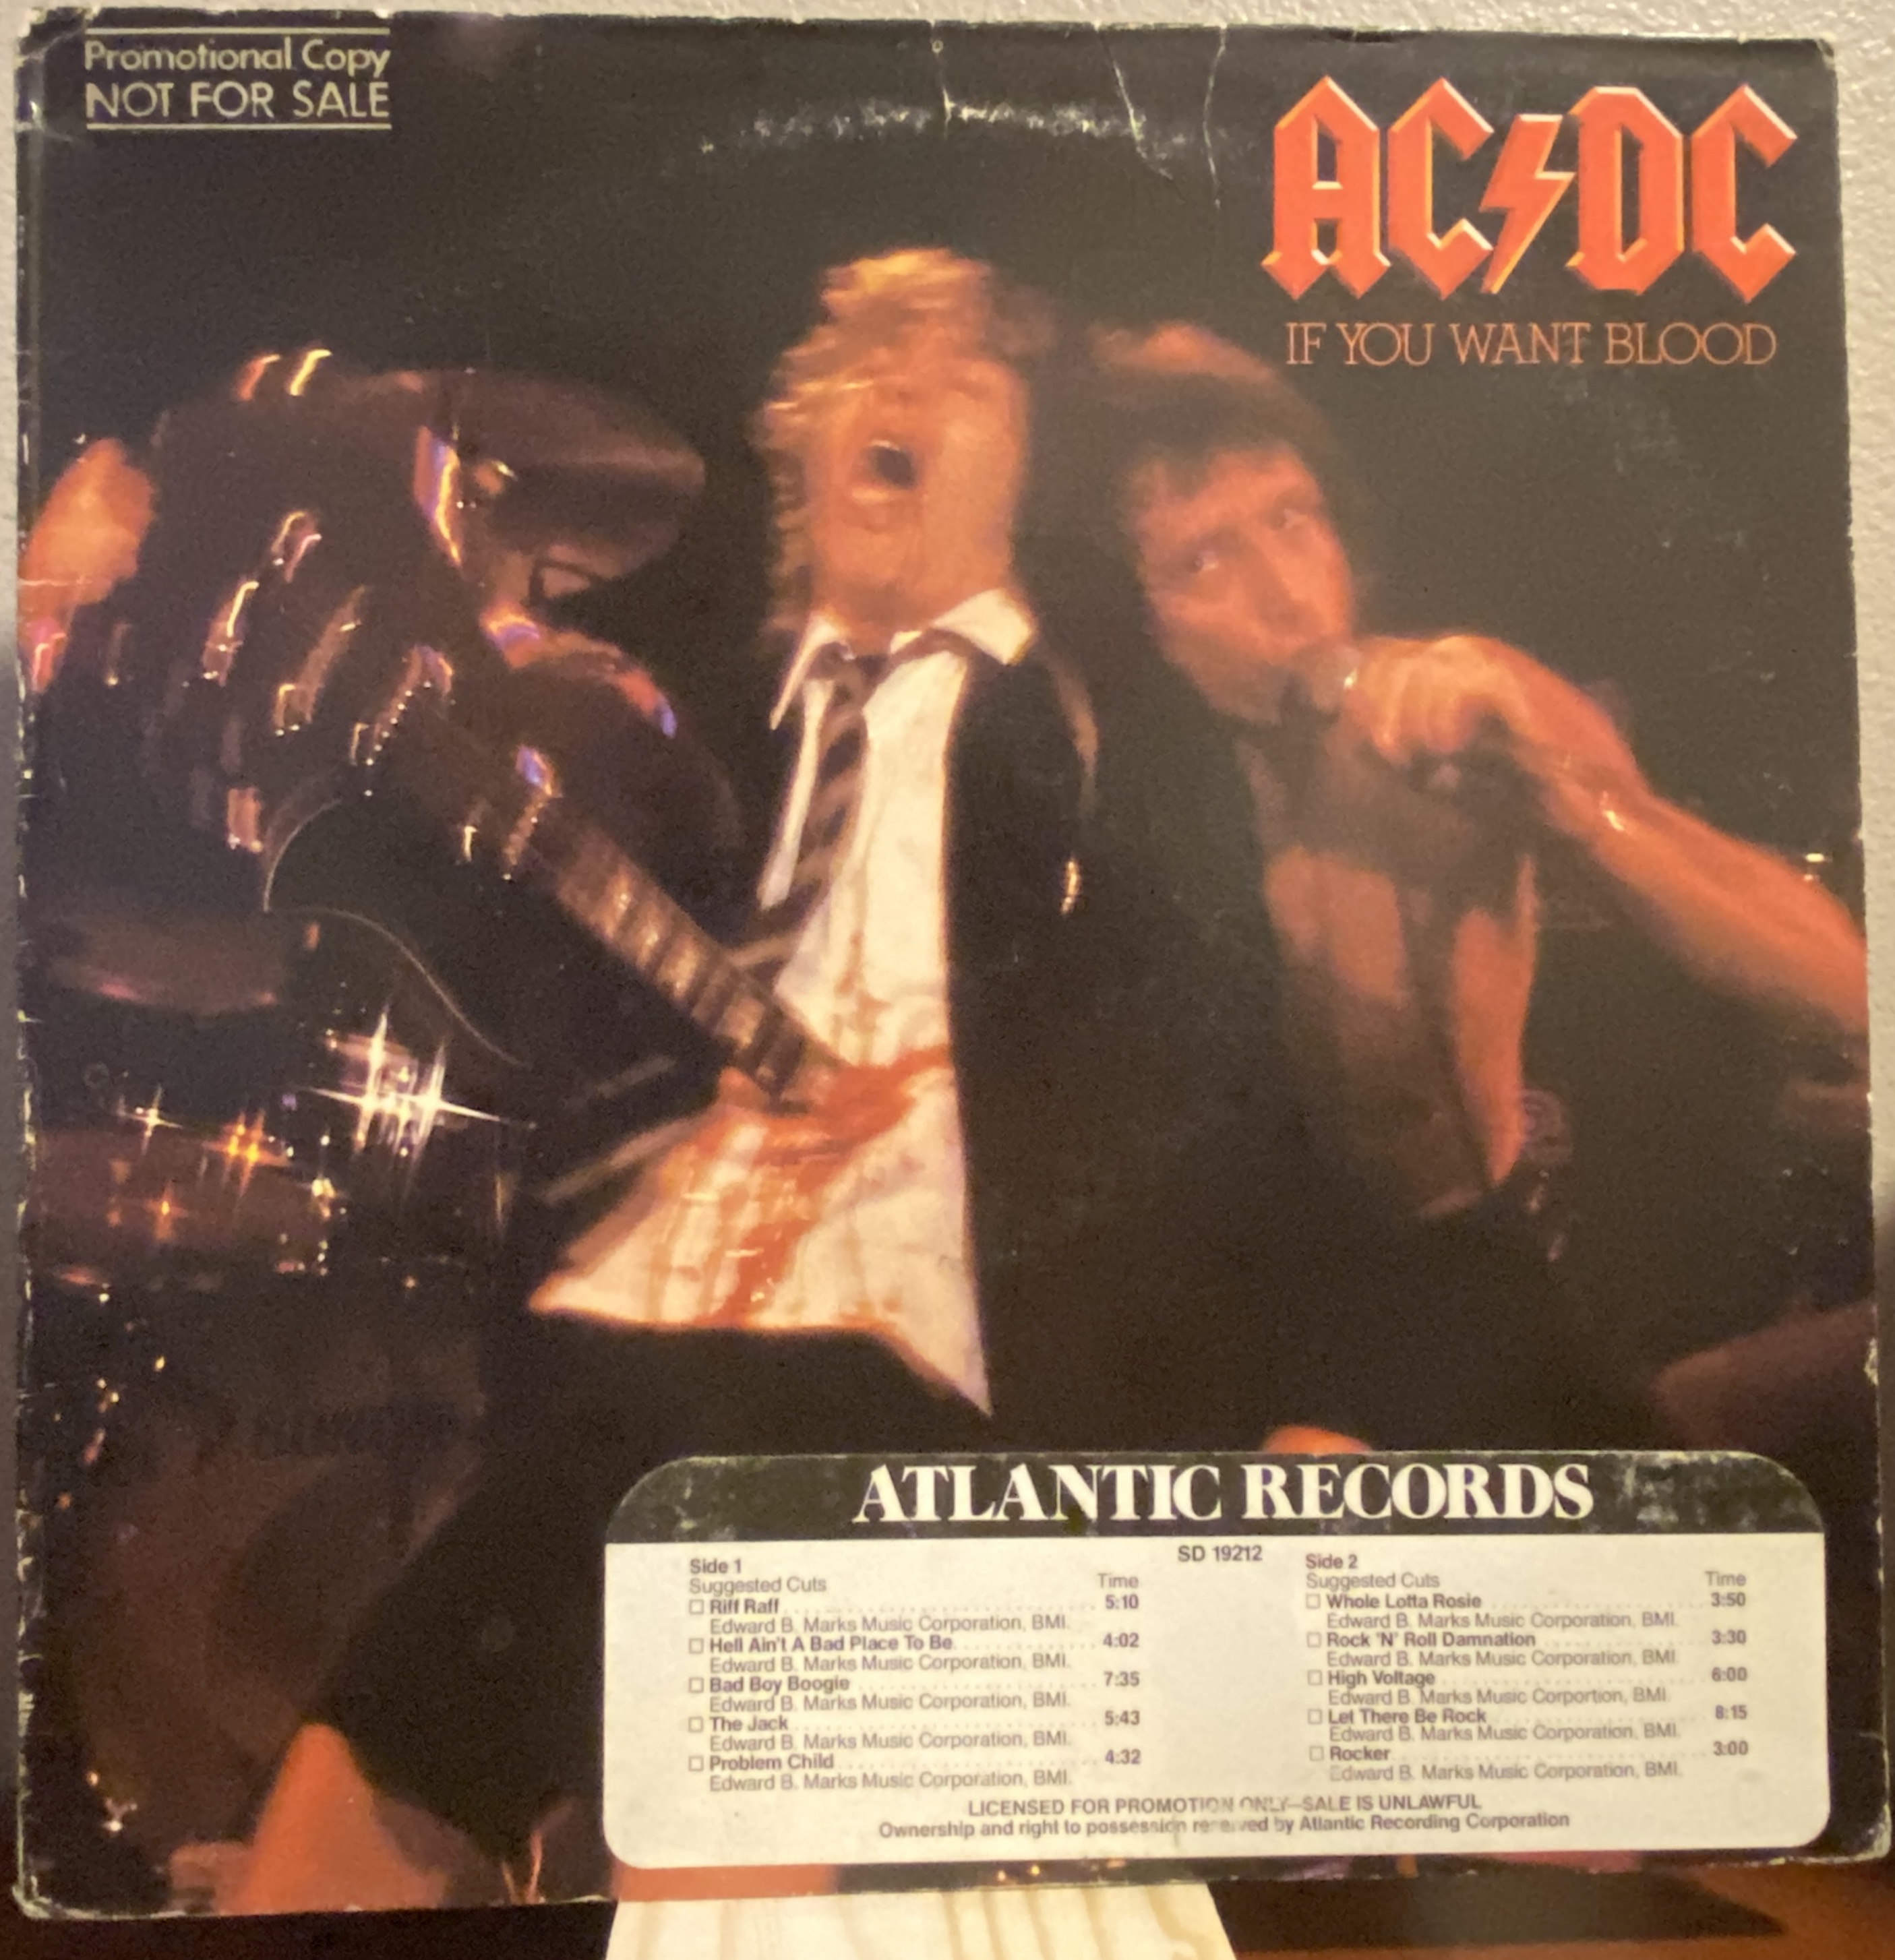 Promotional Copy
NOT FOR SALE
AC⚡DC
IF YOU WANT BLOOD
ATLANTIC RECORDS
SD 19212
Side 1
Suggested Cuts Time
☐ Riff Raff 5:10
Edward B. Marks Music Corporation, BMI.
☐ Hell Ain't A Bad Place To Be 4:02
Edward B. Marks Music Corporation, BMI.
☐ Bad Boy Boogie 7:35
Edward B. Marks Music Corporation, BMI.
☐ The Jack 5:43
Edward B. Marks Music Corporation, BMI.
☐ Problem Child 4:32
Edward B. Marks Music Corporation, BMI.
Side 2
Suggested Cuts Time
☐ Whole Lotta Rosie 3:50
Edward B. Marks Music Corporation, BMI.
☐ Rock 'N' Roll Damnation 3:30
Edward B. Marks Music Corporation, BMI.
☐ High Voltage 6:00
Edward B. Marks Music Corportion, BMI.
☐ Let There Be Rock 8:15
Edward B. Marks Music Corporation, BMI.
☐ Rocker 3:00
Edward B. Marks Music Corporation, BMI.
LICENSED FOR PROMOTION ONLY—SALE IS UNLAWFUL
Ownership and right to possession reserved by Atlantic Recording Corporation